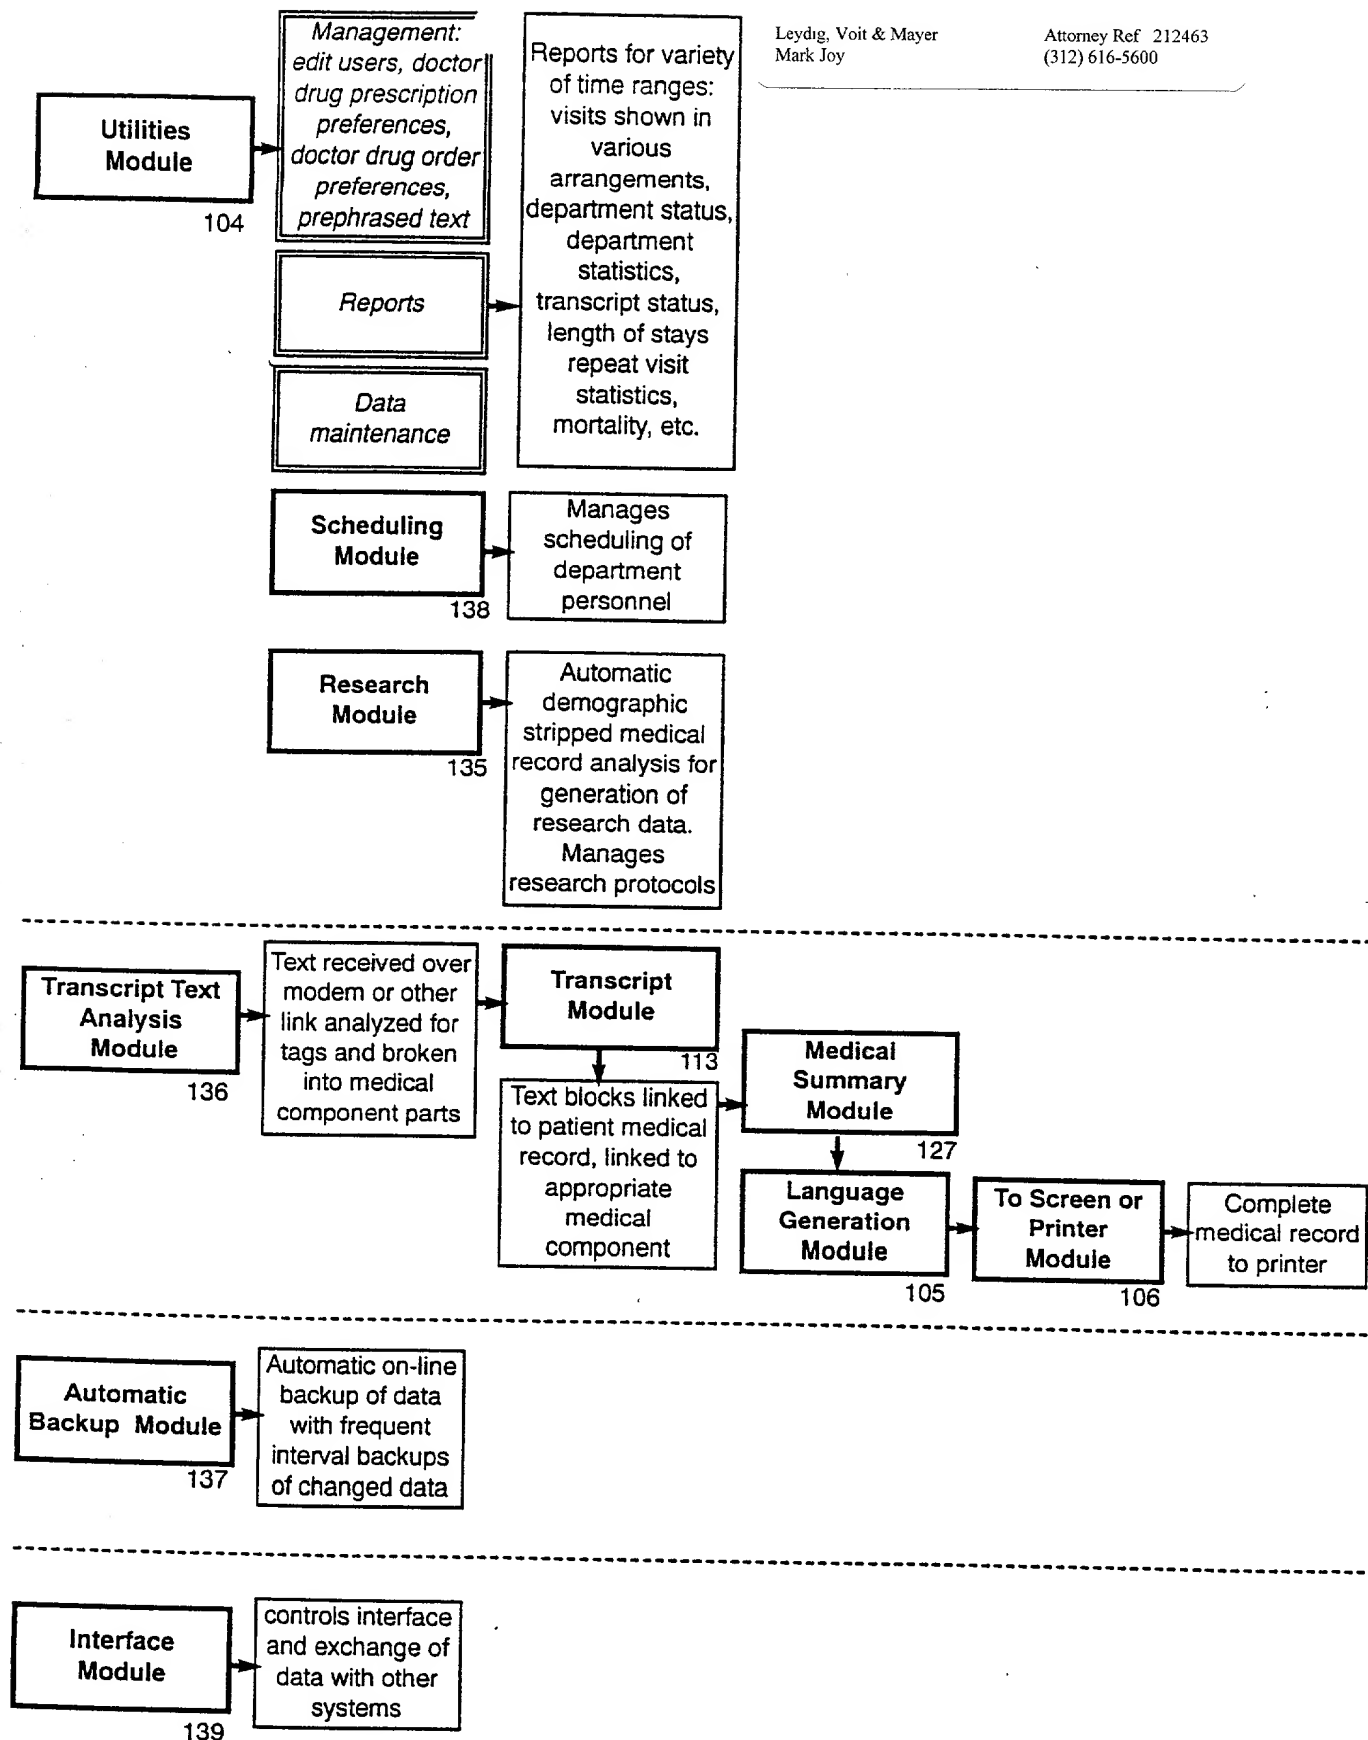 Leydig, Voit & Mayer
Mark Joy
Attorney Ref 212463
(312) 616-5600
Utilities
Module
104
Management:
edit users, doctor
drug prescription
preferences,
doctor drug order
preferences,
prephrased text
Reports
Data
maintenance
Reports for variety
of time ranges:
visits shown in
various
arrangements,
department status,
department
statistics,
transcript status,
length of stays
repeat visit
statistics,
mortality, etc.
Scheduling
Module
138
Manages
scheduling of
department
personnel
Research
Module
135
Automatic
demographic
stripped medical
record analysis for
generation of
research data.
Manages
research protocols
Transcript Text
Analysis
Module
136
Text received over
modem or other
link analyzed for
tags and broken
into medical
component parts
Transcript
Module
113
Text blocks linked
to patient medical
record, linked to
appropriate
medical
component
Medical
Summary
Module
127
Language
Generation
Module
105
To Screen or
Printer
Module
106
Complete
medical record
to printer
Automatic
Backup Module
137
Automatic on-line
backup of data
with frequent
interval backups
of changed data
Interface
Module
139
controls interface
and exchange of
data with other
systems